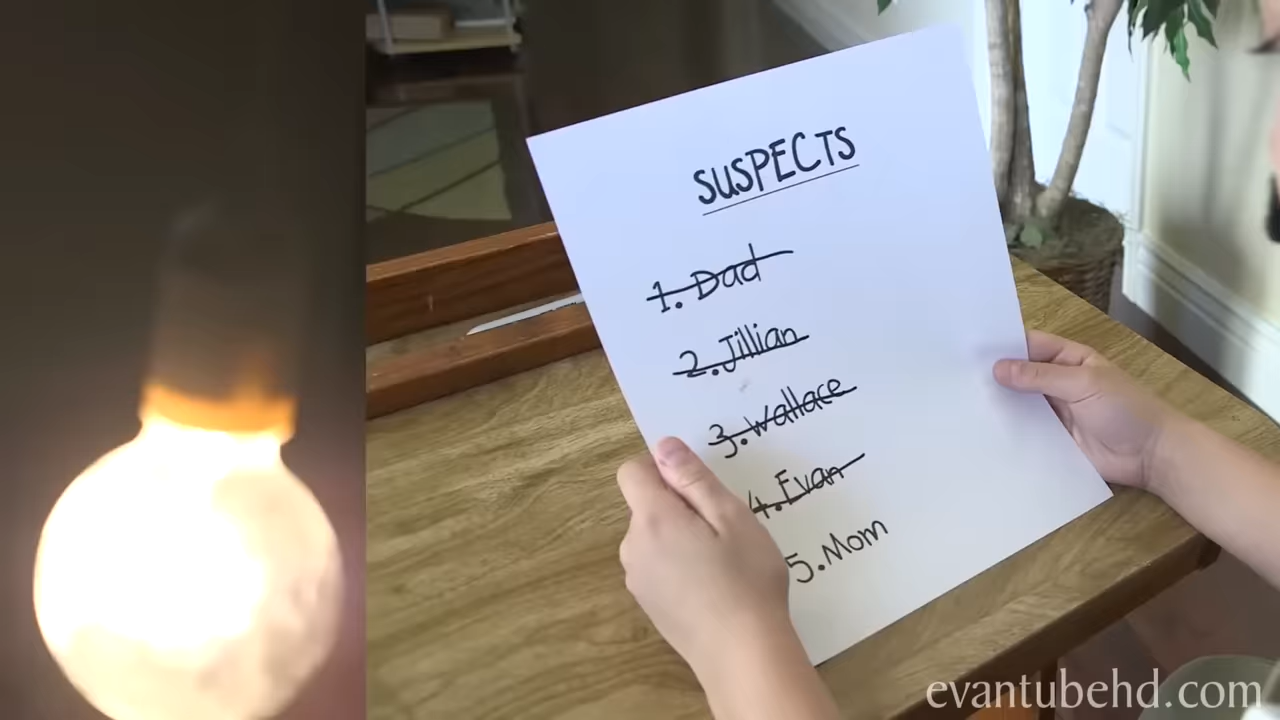 SUSPECTS
1. Dad
2. Jillian
3. Wallace
4. Evan
5. Mom
evantubehd.com